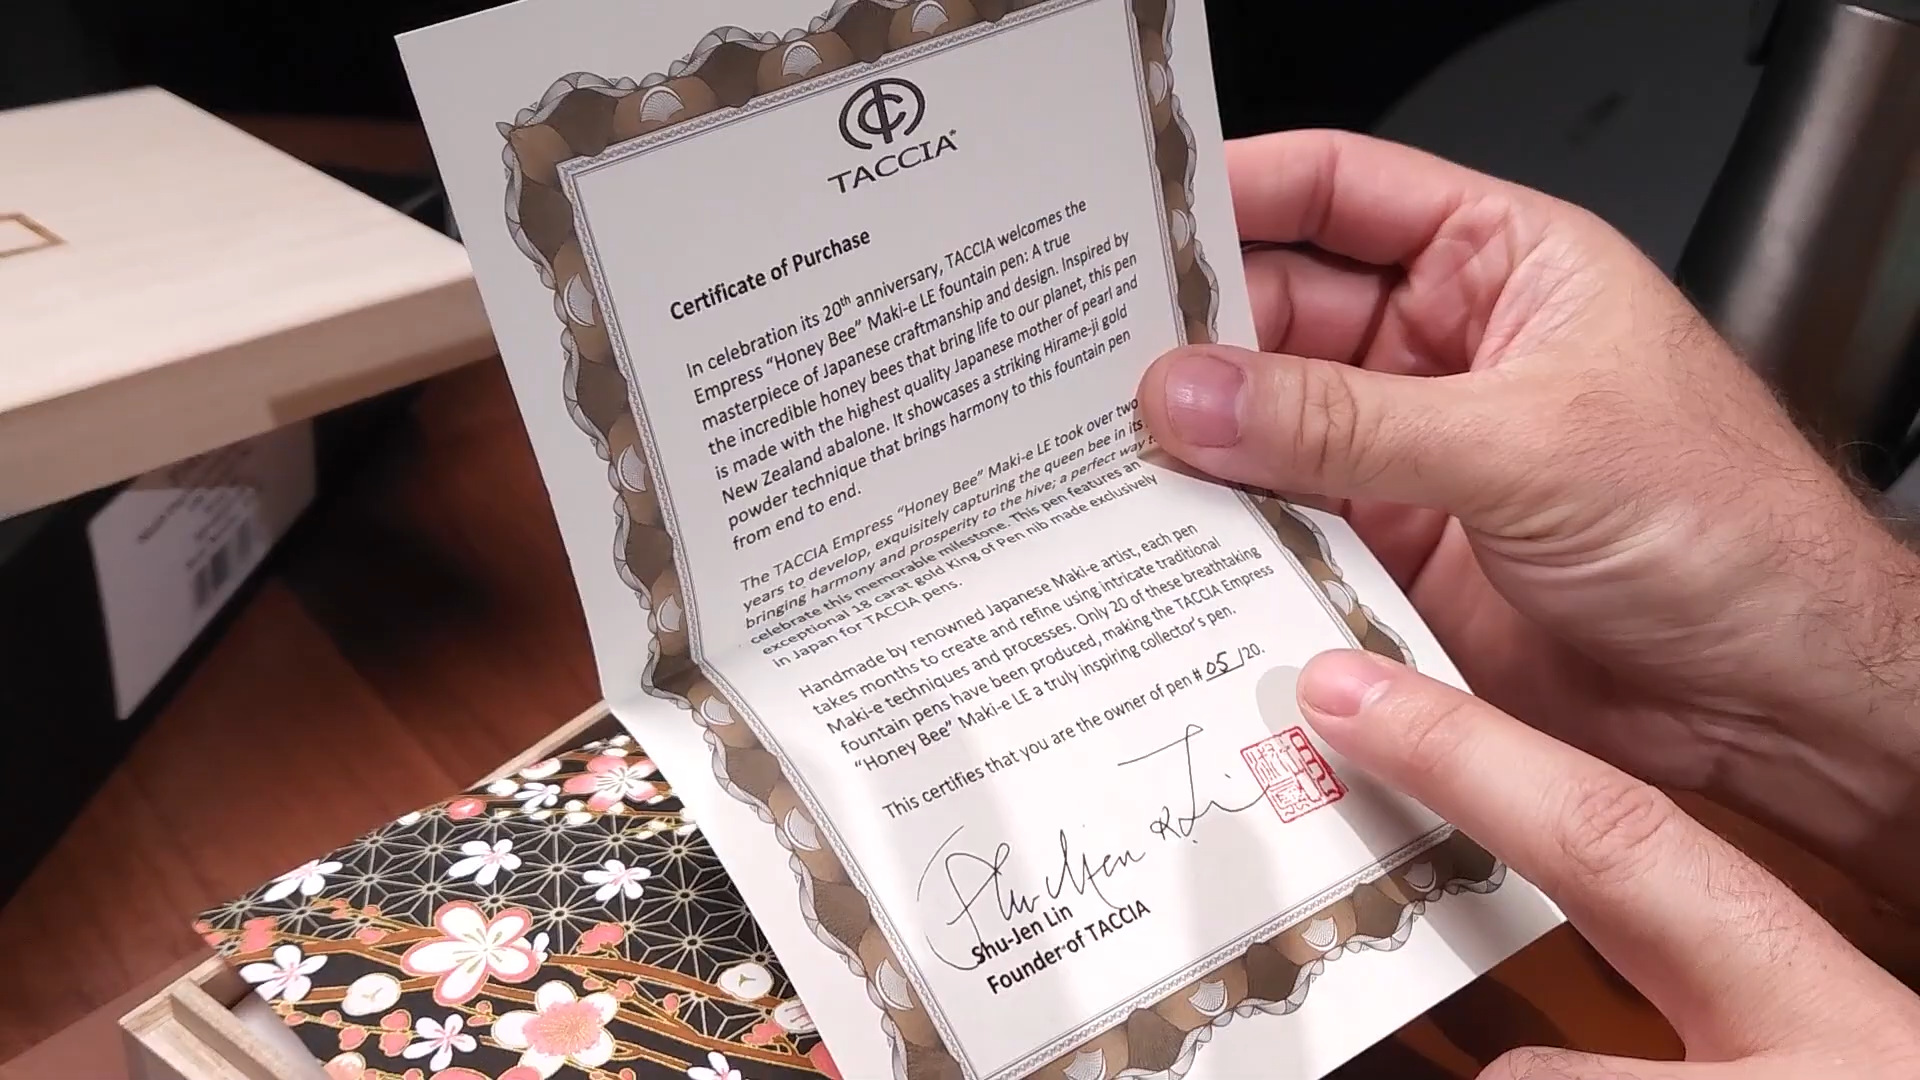 TACCIA
Certificate of Purchase
In celebration its 20th anniversary, TACCIA welcomes the
Empress “Honey Bee” Maki-e LE fountain pen: A true
masterpiece of Japanese craftsmanship and design. Inspired by
the incredible honey bees that bring life to our planet, this pen
is made with the highest quality Japanese mother of pearl and
New Zealand abalone. It showcases a striking Hirame-ji gold
powder technique that brings harmony to this fountain pen
from end to end.
The TACCIA Empress “Honey Bee” Maki-e LE took over two
years to develop, exquisitely capturing the queen bee in its
bringing harmony and prosperity to the hive; a perfect way
celebrate this memorable milestone. This pen features an
exceptional 18 carat gold King of Pen nib made exclusively
in Japan for TACCIA pens.
Handmade by renowned Japanese Maki-e artist, each pen
takes months to create and refine using intricate traditional
Maki-e techniques and processes. Only 20 of these breathtaking
fountain pens have been produced, making the TACCIA Empress
“Honey Bee” Maki-e LE a truly inspiring collector's pen.
This certifies that you are the owner of pen # 05/20.
Shu-Jen Lin
Founder of TACCIA